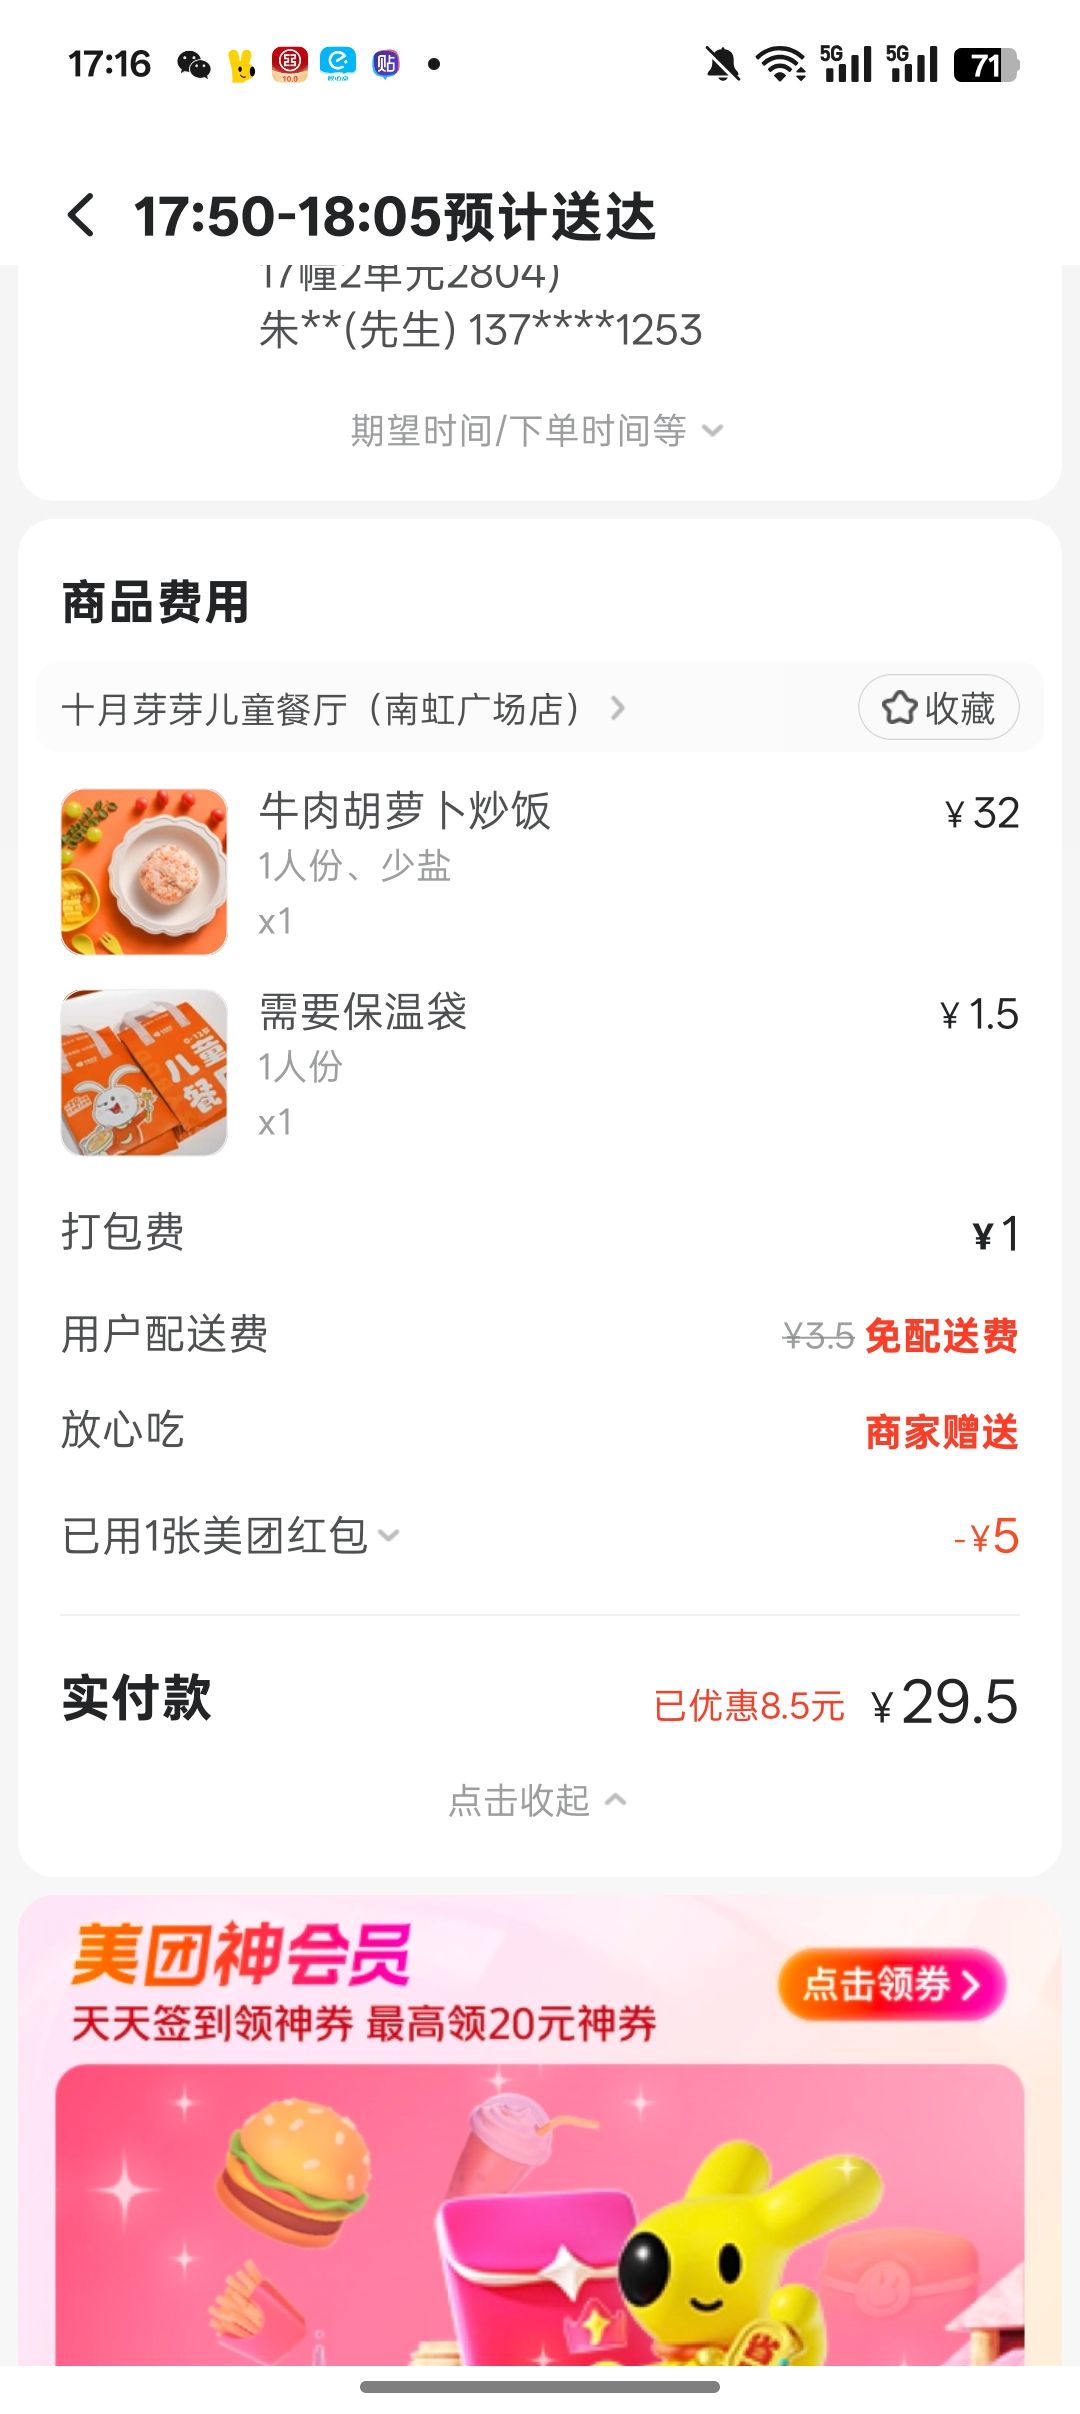 17:16
5G
5G
71
17:50-18:05预计送达
17幢2单元2804)
朱**(先生) 137****1253
期望时间/下单时间等
商品费用
十月芽芽儿童餐厅（南虹广场店）
收藏
牛肉胡萝卜炒饭
¥32
1人份、少盐
x1
需要保温袋
¥1.5
1人份
x1
儿童餐
打包费
¥1
用户配送费
¥3.5 免配送费
放心吃
商家赠送
已用1张美团红包
-¥5
实付款
已优惠8.5元 ¥29.5
点击收起
美团神会员
点击领券
天天签到领神券 最高领20元神券